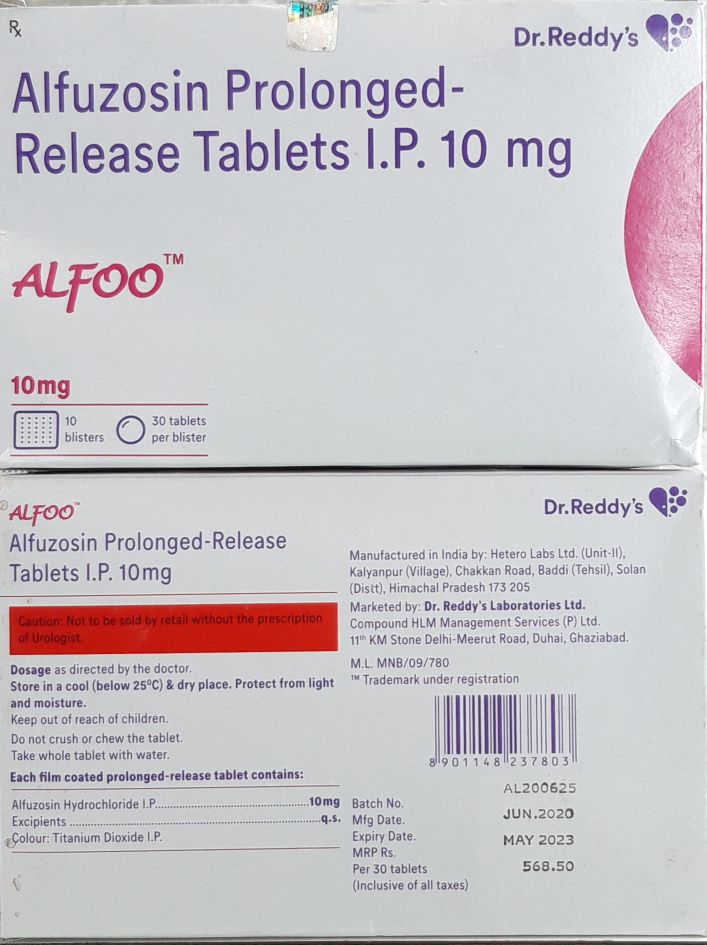 Rx
Dr.Reddy's
Alfuzosin Prolonged-
Release Tablets I.P. 10 mg
ALFOO™
10mg
10
blisters
30 tablets
per blister
ALFOO™
Dr.Reddy's
Alfuzosin Prolonged-Release
Tablets I.P. 10mg
Caution: Not to be sold by retail without the prescription
of Urologist.
Dosage as directed by the doctor.
Store in a cool (below 25°C) & dry place. Protect from light
and moisture.
Keep out of reach of children.
Do not crush or chew the tablet.
Take whole tablet with water.
Each film coated prolonged-release tablet contains:
Alfuzosin Hydrochloride I.P. ........................................10mg
Excipients ..................................................................q.s.
Colour: Titanium Dioxide I.P.
Manufactured in India by: Hetero Labs Ltd. (Unit-II),
Kalyanpur (Village), Chakkan Road, Baddi (Tehsil), Solan
(Distt), Himachal Pradesh 173 205
Marketed by: Dr. Reddy's Laboratories Ltd.
Compound HLM Management Services (P) Ltd.
11th KM Stone Delhi-Meerut Road, Duhai, Ghaziabad.
M.L. MNB/09/780
™ Trademark under registration
8 901148 237803
Batch No. AL200625
Mfg Date. JUN.2020
Expiry Date. MAY 2023
MRP Rs. 568.50
Per 30 tablets
(Inclusive of all taxes)